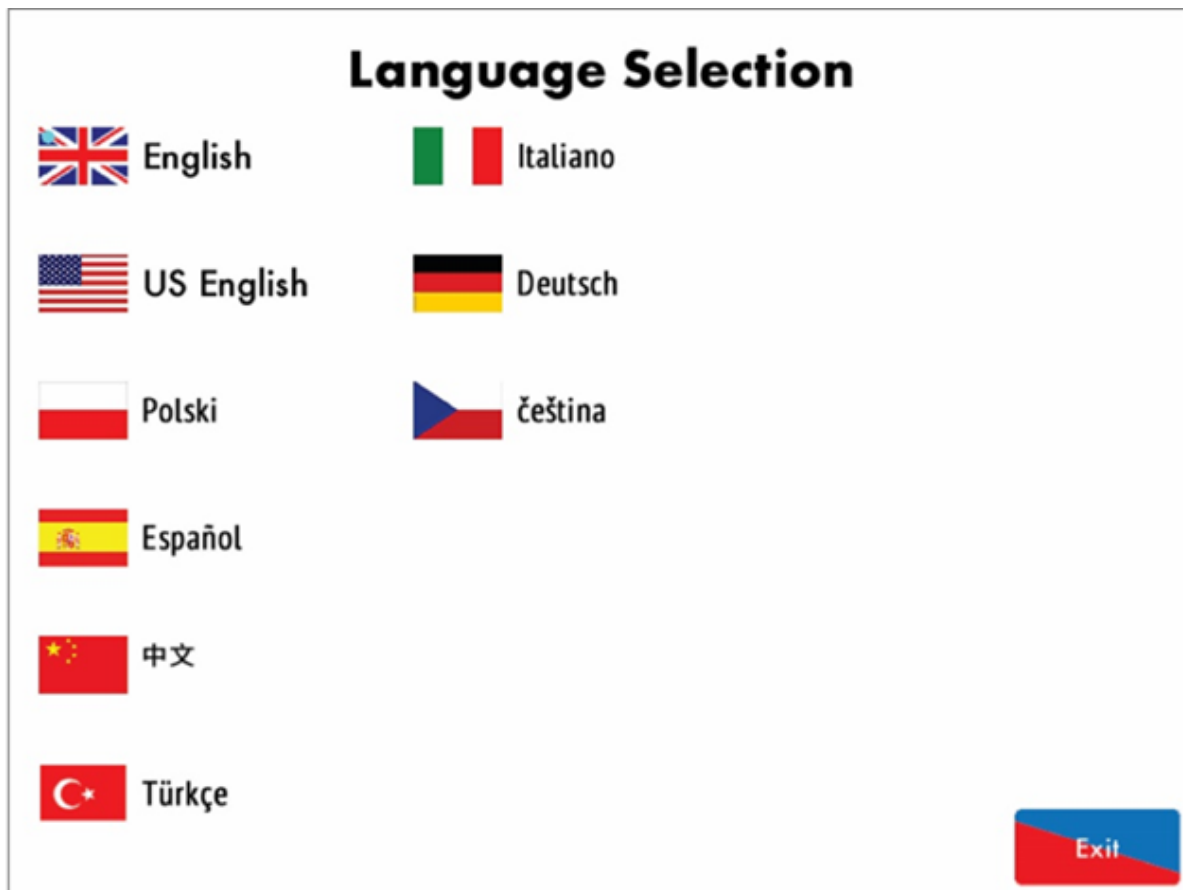 Language Selection
English
US English
Polski
Español
中文
Türkçe
Italiano
Deutsch
čeština
Exit